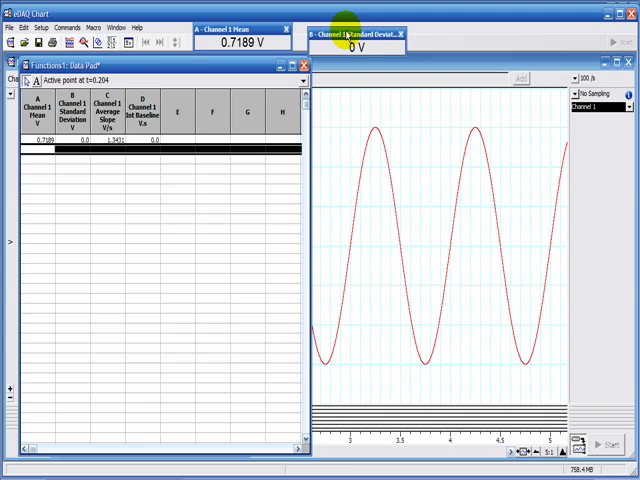 eDAQ Chart
File Edit Setup Commands Macro Window Help
A - Channel 1 Mean
0.7189 V
B - Channel 1 Standard Deviat...
0 V
Start
Functions1: Data Pad*
Active point at t=0.204
Add
100 /s
A Channel 1 Mean V
B Channel 1 Standard Deviation V
C Channel 1 Average Slope V/s
D Channel 1 Int Baseline V.s
E
F
G
H
0.7189 0.0 1.3431 0.0
No Sampling
Channel 1
3 3.5 4 4.5 5
5:1
Start
758.4 MB